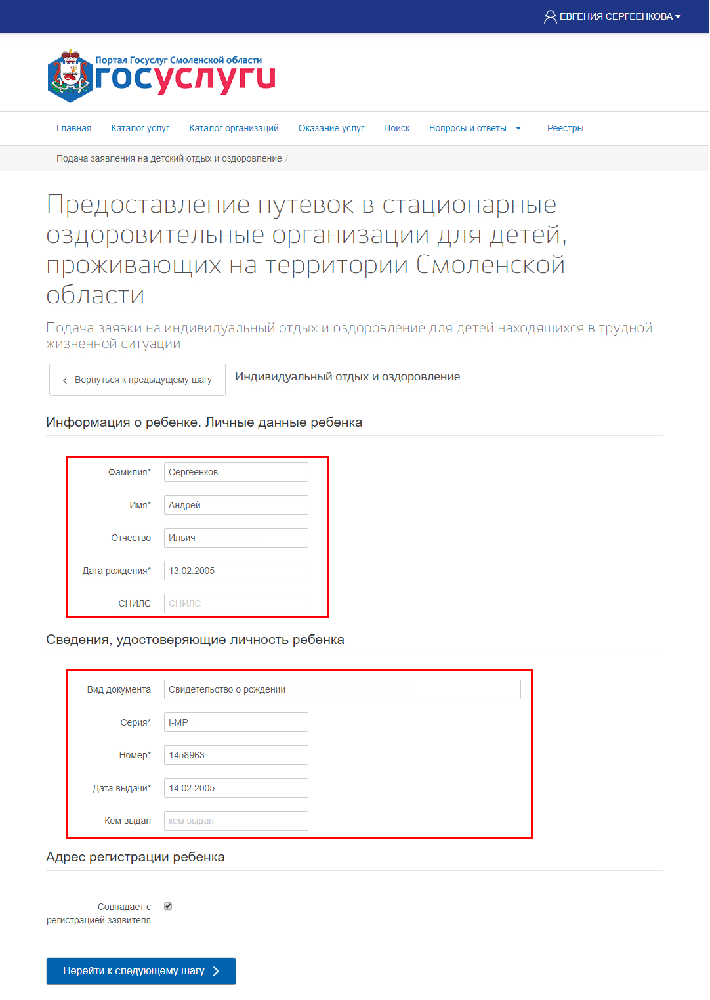 ЕВГЕНИЯ СЕРГЕЕНКОВА
Портал Госуслуг Смоленской области
госуслуги
Главная Каталог услуг Каталог организаций Оказание услуг Поиск Вопросы и ответы Реестры
Подача заявления на детский отдых и оздоровление /
Предоставление путевок в стационарные
оздоровительные организации для детей,
проживающих на территории Смоленской
области
Подача заявки на индивидуальный отдых и оздоровление для детей находящихся в трудной
жизненной ситуации
Вернуться к предыдущему шагу Индивидуальный отдых и оздоровление
Информация о ребенке. Личные данные ребенка
Фамилия* Сергеенков
Имя* Андрей
Отчество Ильич
Дата рождения* 13.02.2005
СНИЛС СНИЛС
Сведения, удостоверяющие личность ребенка
Вид документа Свидетельство о рождении
Серия* I-МР
Номер* 1458963
Дата выдачи* 14.02.2005
Кем выдан кем выдан
Адрес регистрации ребенка
Совпадает с
регистрацией заявителя
Перейти к следующему шагу